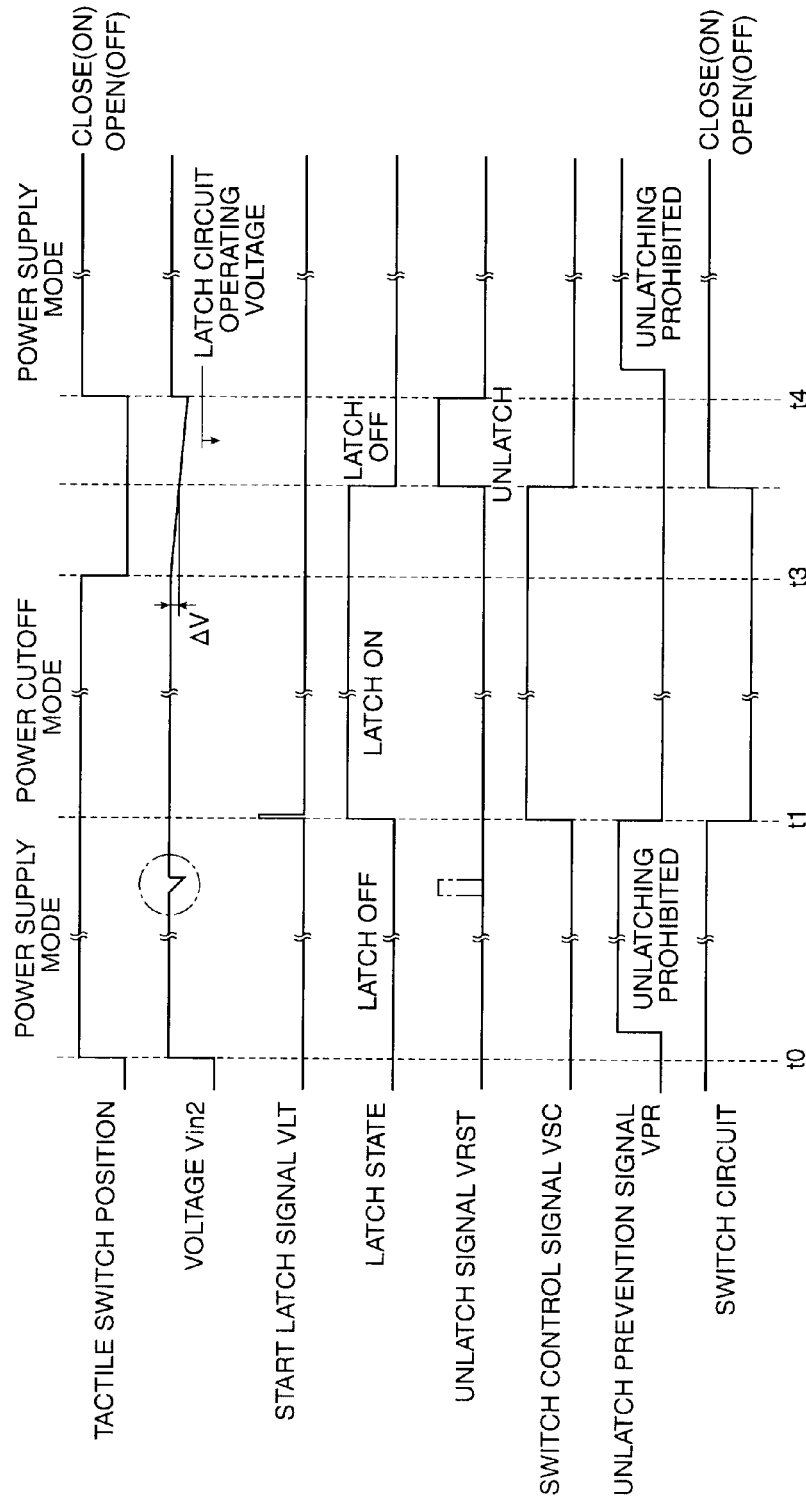 POWER SUPPLY
MODE
POWER CUTOFF
MODE
POWER SUPPLY
MODE
TACTILE SWITCH POSITION
CLOSE(ON)
OPEN(OFF)
VOLTAGE Vin2
ΔV
LATCH CIRCUIT
OPERATING
VOLTAGE
START LATCH SIGNAL VLT
LATCH STATE
LATCH OFF
LATCH ON
LATCH
OFF
UNLATCH SIGNAL VRST
UNLATCH
SWITCH CONTROL SIGNAL VSC
UNLATCH PREVENTION SIGNAL
VPR
UNLATCHING
PROHIBITED
UNLATCHING
PROHIBITED
SWITCH CIRCUIT
CLOSE(ON)
OPEN(OFF)
t0
t1
t3
t4